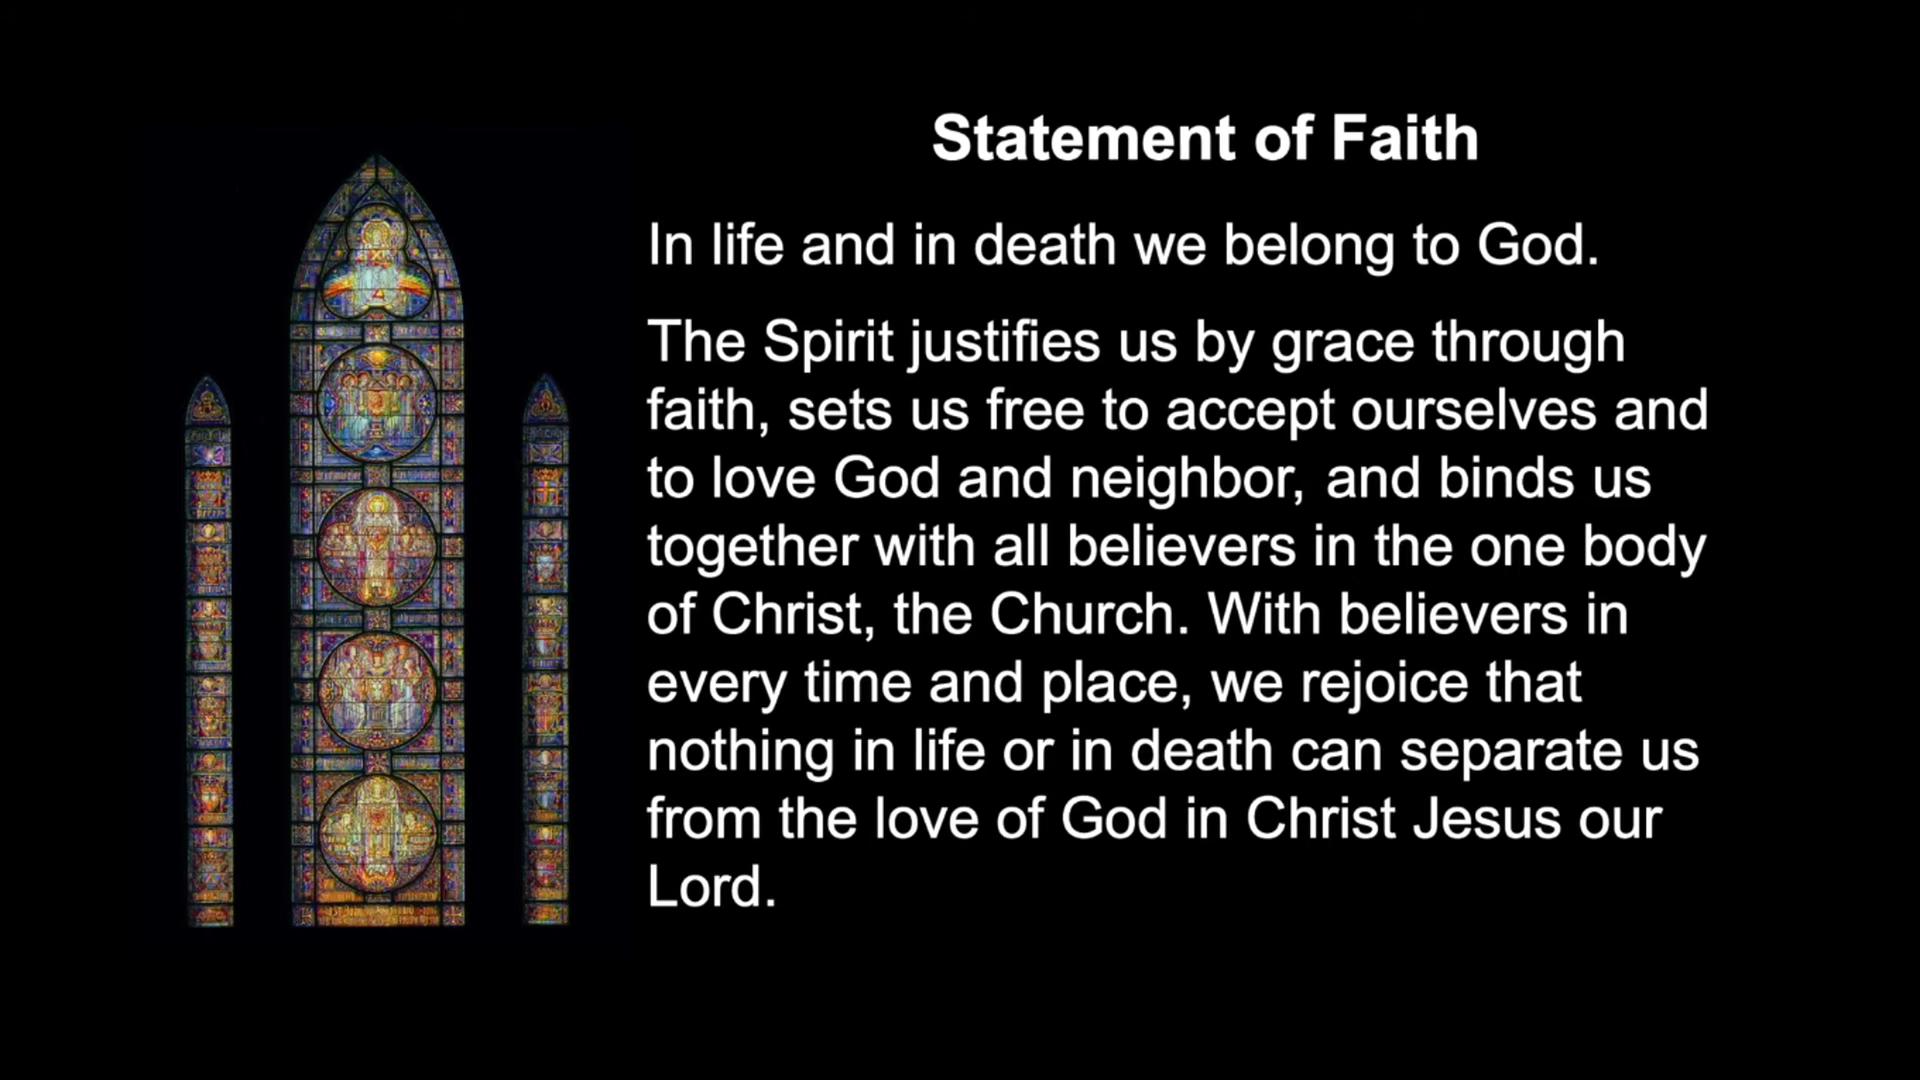 Statement of Faith
In life and in death we belong to God.
The Spirit justifies us by grace through
faith, sets us free to accept ourselves and
to love God and neighbor, and binds us
together with all believers in the one body
of Christ, the Church. With believers in
every time and place, we rejoice that
nothing in life or in death can separate us
from the love of God in Christ Jesus our
Lord.